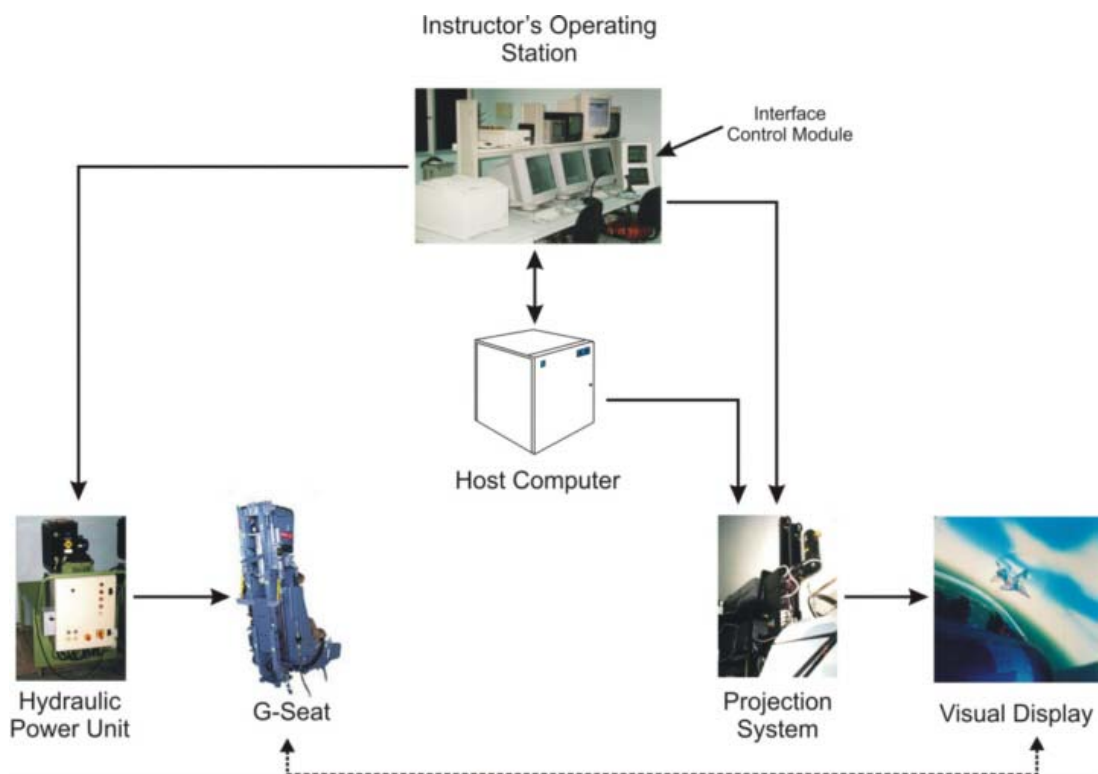 Instructor's Operating
Station
Interface
Control Module
Host Computer
Hydraulic
Power Unit
G-Seat
Projection
System
Visual Display